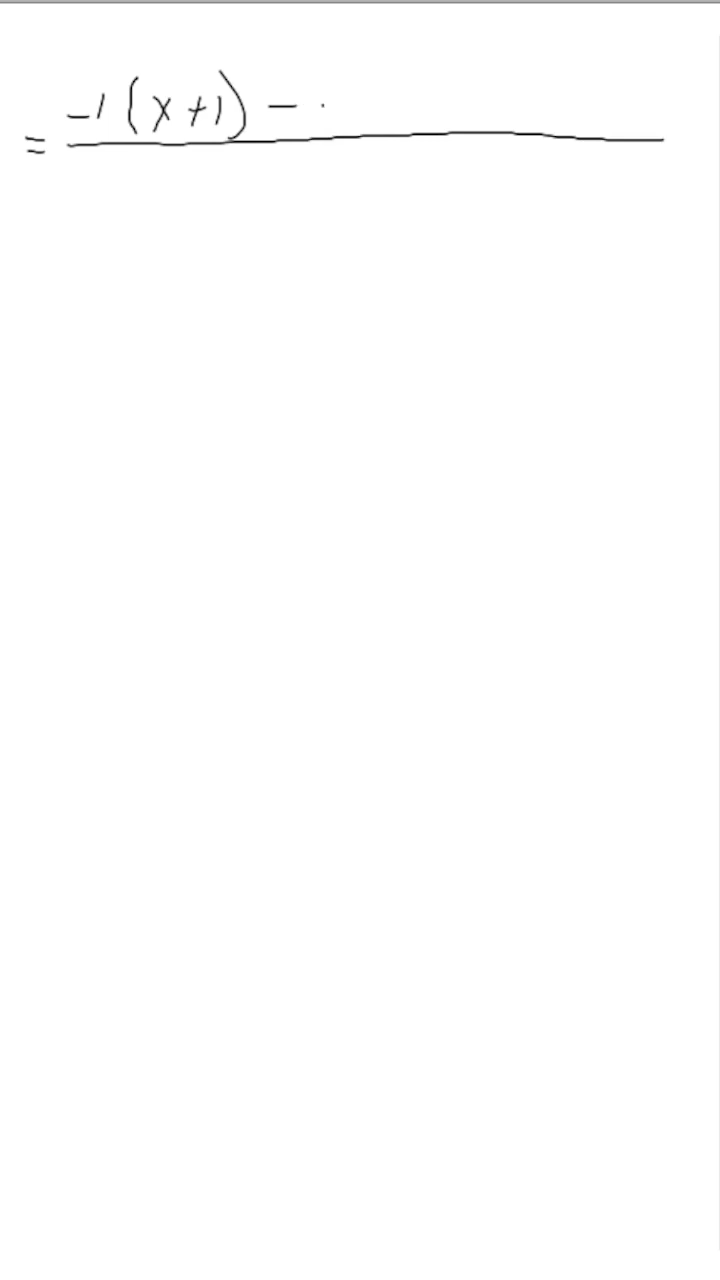 = -1(x+1) - .